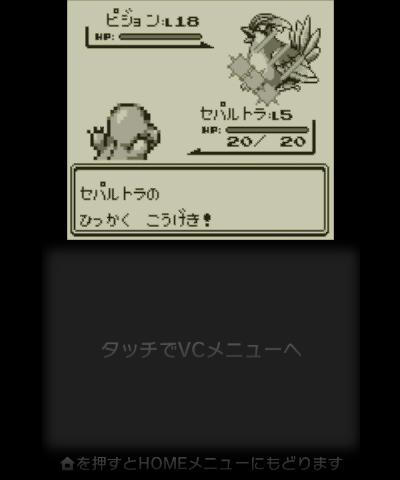 ピジョン:L18
HP:
セパルトラ:L5
HP:
20/ 20
セパルトラの
ひっかく こうげき!
タッチでVCメニューへ
を押すとHOMEメニューにもどります